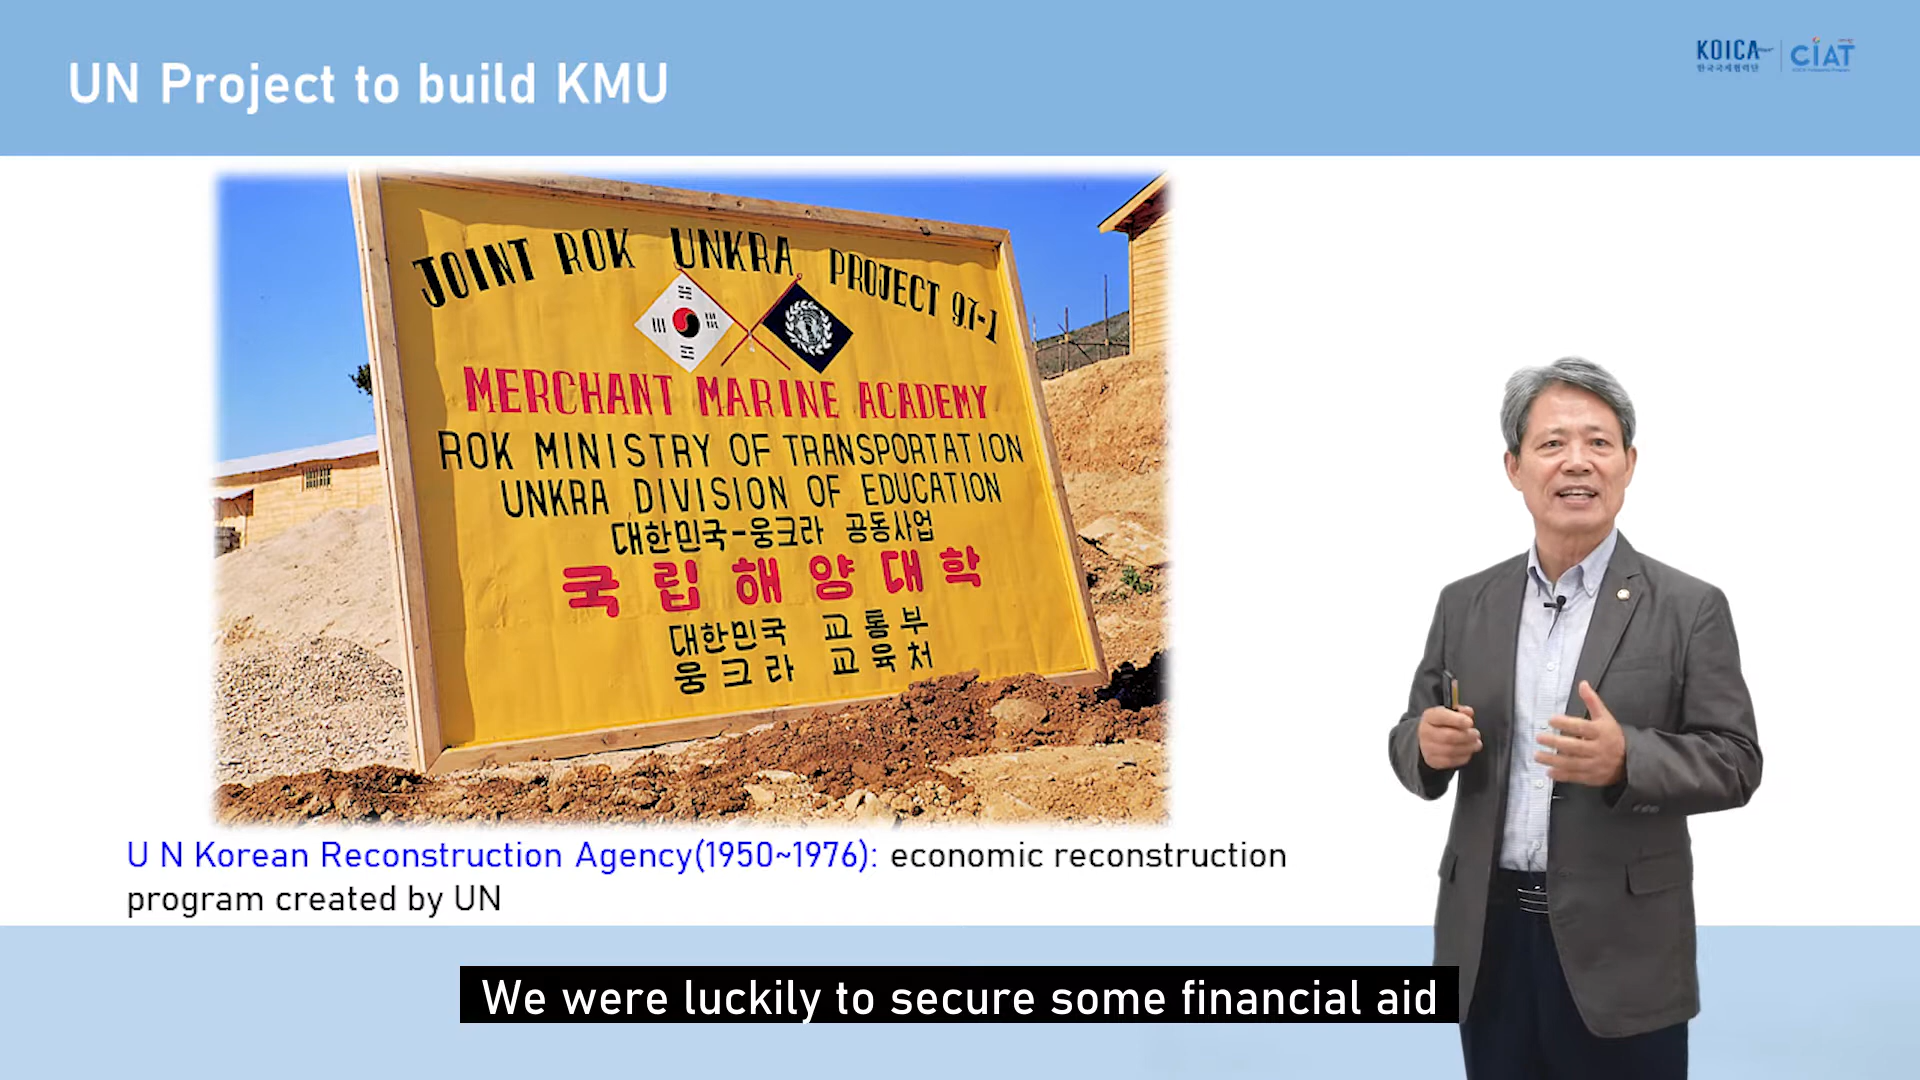 UN Project to build KMU
KOICA
한국국제협력단
CIAT
JOINT ROK UNKRA PROJECT 97-1
MERCHANT MARINE ACADEMY
ROK MINISTRY OF TRANSPORTATION
UNKRA DIVISION OF EDUCATION
대한민국-웅크라 공동사업
국립해양대학
대한민국 교통부
웅크라 교육처
U N Korean Reconstruction Agency(1950~1976): economic reconstruction
program created by UN
We were luckily to secure some financial aid